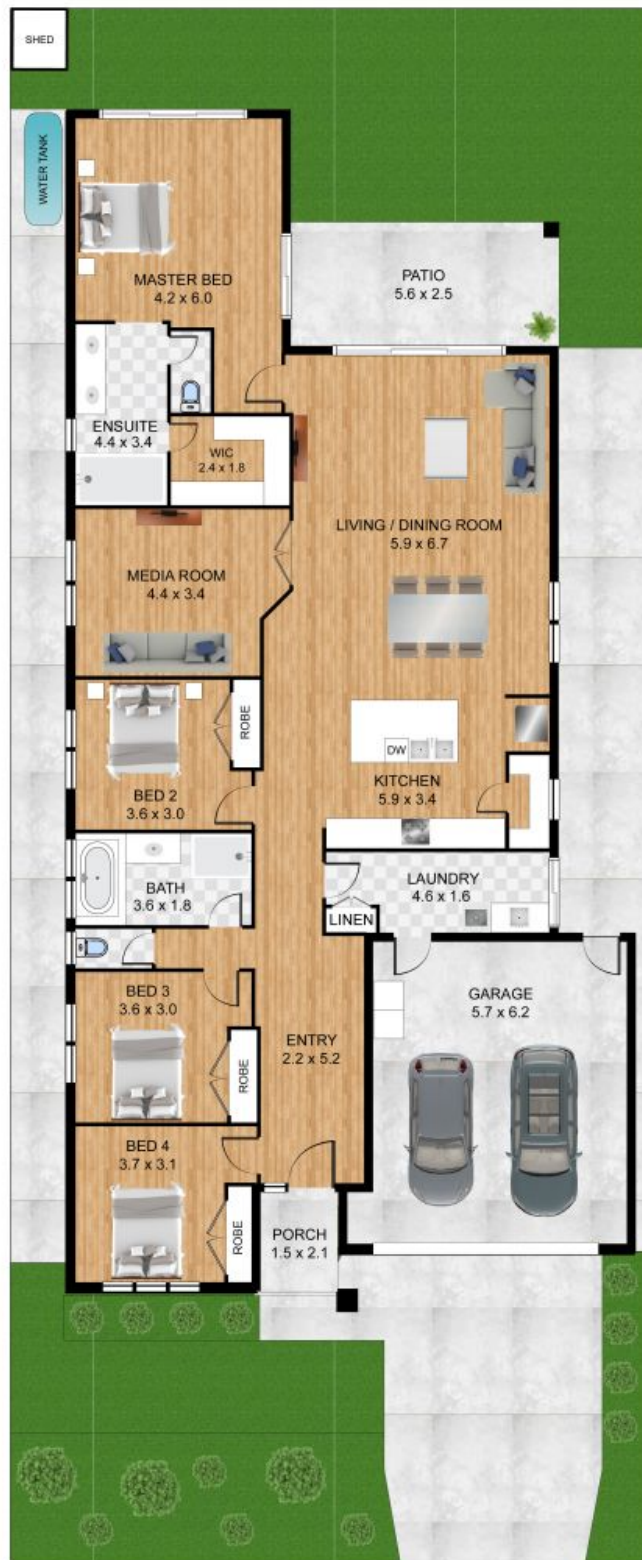 SHED
WATER TANK
MASTER BED
4.2 x 6.0
PATIO
5.6 x 2.5
ENSUITE
4.4 x 3.4
WIC
2.4 x 1.8
LIVING / DINING ROOM
5.9 x 6.7
MEDIA ROOM
4.4 x 3.4
ROBE
BED 2
3.6 x 3.0
DW
KITCHEN
5.9 x 3.4
BATH
3.6 x 1.8
LAUNDRY
4.6 x 1.6
LINEN
BED 3
3.6 x 3.0
ROBE
ENTRY
2.2 x 5.2
GARAGE
5.7 x 6.2
BED 4
3.7 x 3.1
ROBE
PORCH
1.5 x 2.1